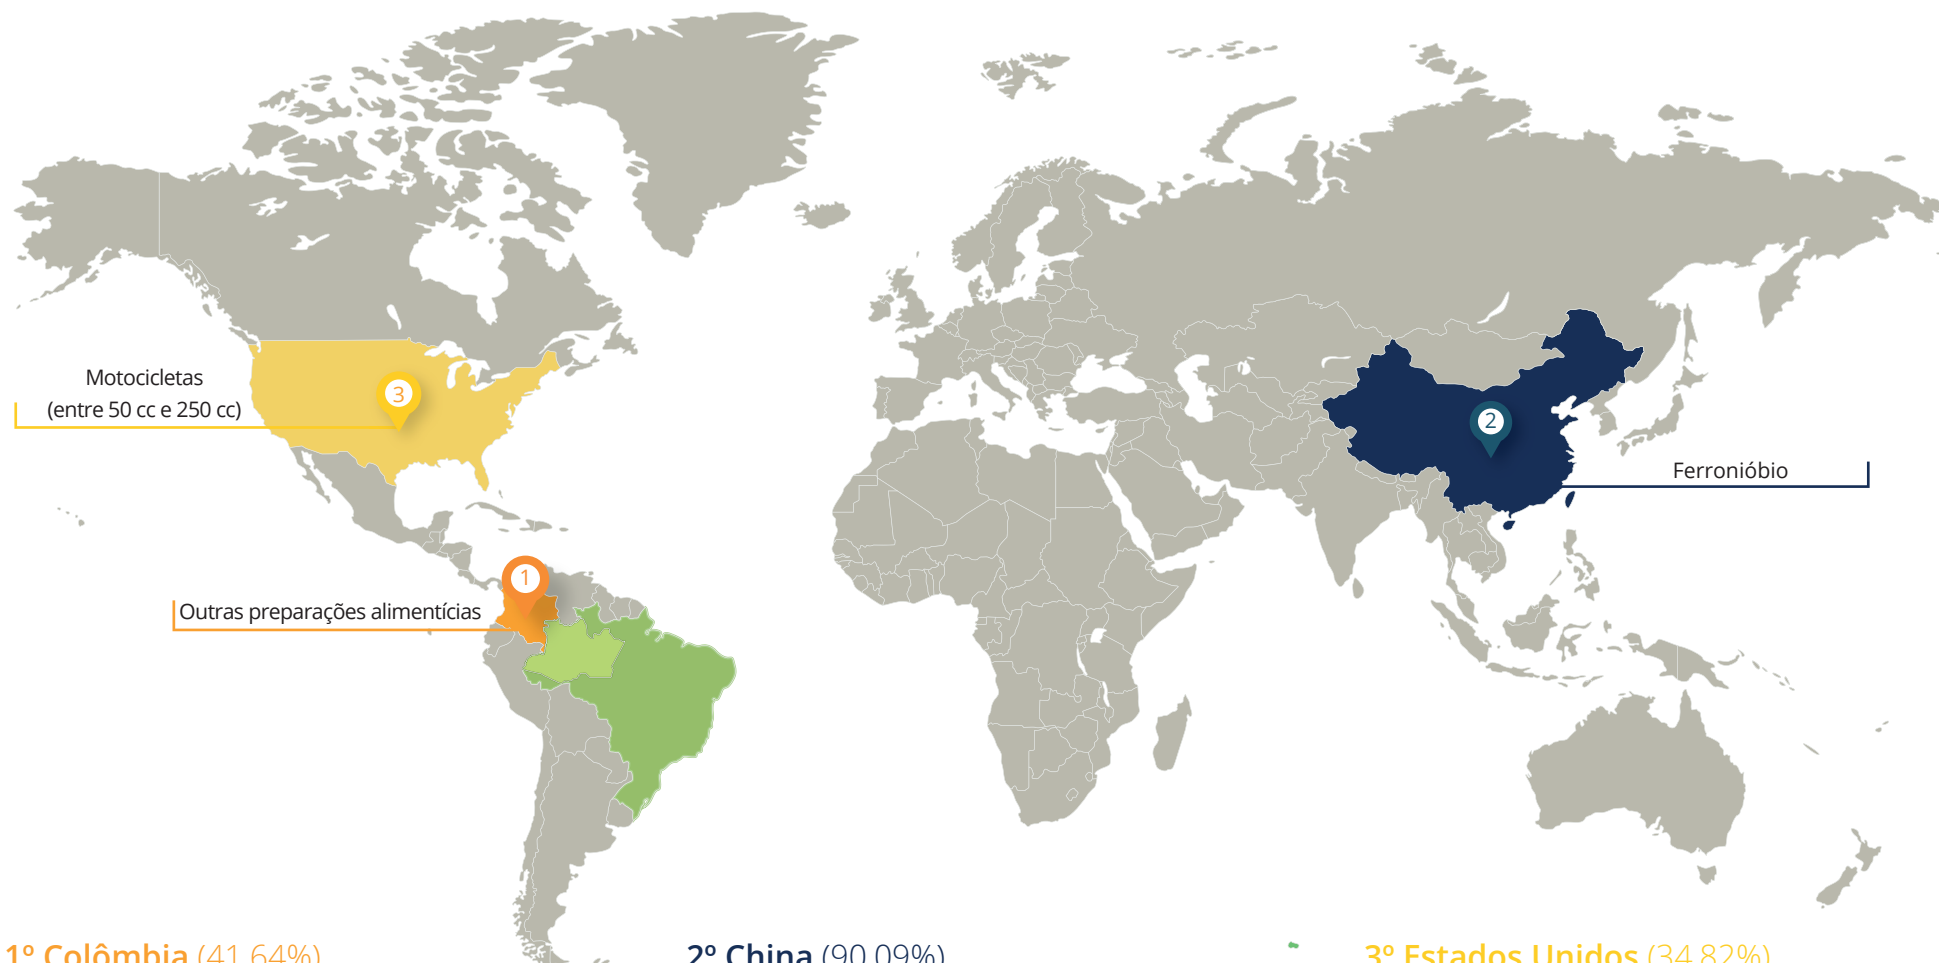 Motocicletas
(entre 50 cc e 250 cc)
3
2
Ferronióbio
1
Outras preparações alimentícias
1º Colômbia (41,64%)
2º China (90,09%)
3º Estados Unidos (34,82%)